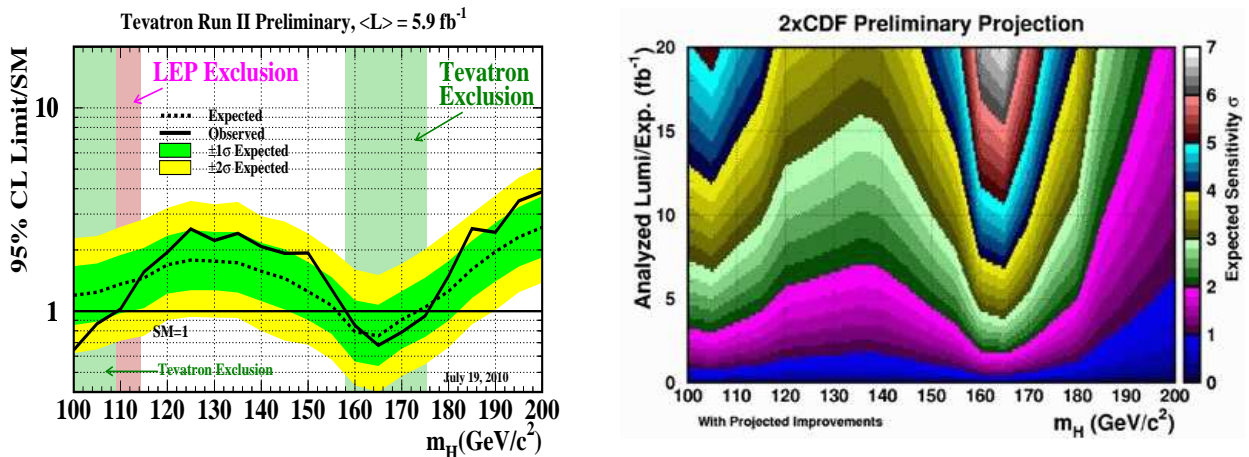 Tevatron Run II Preliminary, <L> = 5.9 fb⁻¹
95% CL Limit/SM
10
1
LEP Exclusion
Tevatron
Exclusion
Expected
Observed
±1σ Expected
±2σ Expected
SM=1
Tevatron Exclusion
July 19, 2010
100 110 120 130 140 150 160 170 180 190 200
m_H(GeV/c²)
2xCDF Preliminary Projection
Analyzed Lumi/Exp. (fb⁻¹)
20
15
10
5
0
100 110 120 130 140 150 160 170 180 190 200
With Projected Improvements
m_H (GeV/c²)
7
6
5
4
3
2
1
0
Expected Sensitivity σ